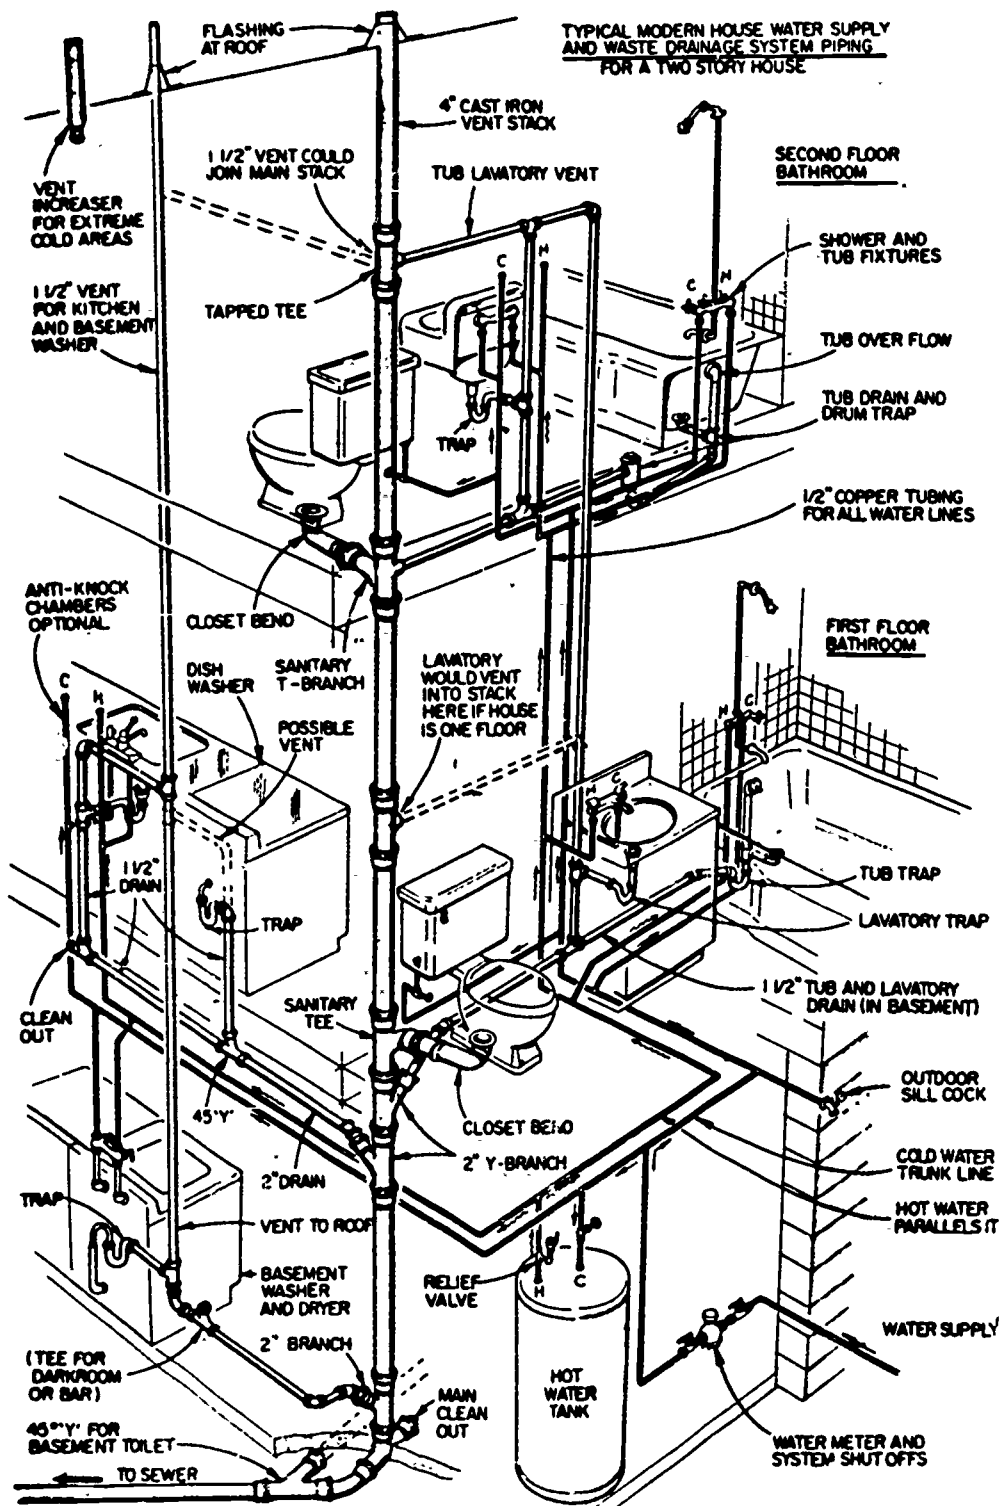 TYPICAL MODERN HOUSE WATER SUPPLY
AND WASTE DRAINAGE SYSTEM PIPING
FOR A TWO STORY HOUSE
FLASHING
AT ROOF
4" CAST IRON
VENT STACK
1 1/2" VENT COULD
JOIN MAIN STACK
TUB LAVATORY VENT
SECOND FLOOR
BATHROOM
VENT
INCREASER
FOR EXTREME
COLD AREAS
SHOWER AND
TUB FIXTURES
C
H
C
H
1 1/2" VENT
FOR KITCHEN
AND BASEMENT
WASHER
TAPPED TEE
TUB OVER FLOW
TUB DRAIN AND
DRUM TRAP
TRAP
1/2" COPPER TUBING
FOR ALL WATER LINES
ANTI-KNOCK
CHAMBERS
OPTIONAL
CLOSET BEND
SANITARY
T-BRANCH
FIRST FLOOR
BATHROOM
DISH
WASHER
LAVATORY
WOULD VENT
INTO STACK
HERE IF HOUSE
IS ONE FLOOR
C
H
POSSIBLE
VENT
H
C
H
C
1 1/2"
DRAIN
TRAP
TUB TRAP
LAVATORY TRAP
1 1/2" TUB AND LAVATORY
DRAIN (IN BASEMENT)
CLEAN
OUT
SANITARY
TEE
45° 'Y'
CLOSET BEND
2" Y-BRANCH
2" DRAIN
OUTDOOR
SILL COCK
COLD WATER
TRUNK LINE
HOT WATER
PARALLELS IT
TRAP
VENT TO ROOF
BASEMENT
WASHER
AND DRYER
RELIEF
VALVE
H
C
WATER SUPPLY
2" BRANCH
(TEE FOR
DARKROOM
OR BAR)
MAIN
CLEAN
OUT
HOT
WATER
TANK
45° 'Y' FOR
BASEMENT TOILET
WATER METER AND
SYSTEM SHUT OFFS
TO SEWER